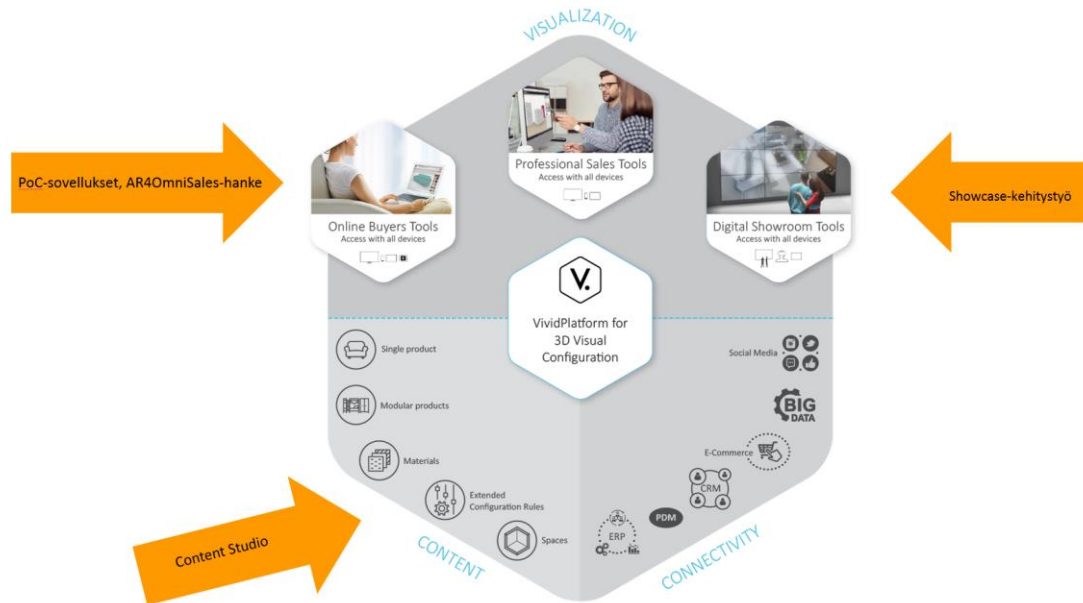 VISUALIZATION
Professional Sales Tools
Access with all devices
PoC-sovellukset, AR4OmniSales-hanke
Online Buyers Tools
Access with all devices
Digital Showroom Tools
Access with all devices
Showcase-kehitystyö
V.
VividPlatform for
3D Visual
Configuration
Single product
Modular products
Materials
Extended
Configuration Rules
Spaces
Social Media
BIG
DATA
E-Commerce
CRM
PDM
ERP
Content Studio
CONTENT
CONNECTIVITY